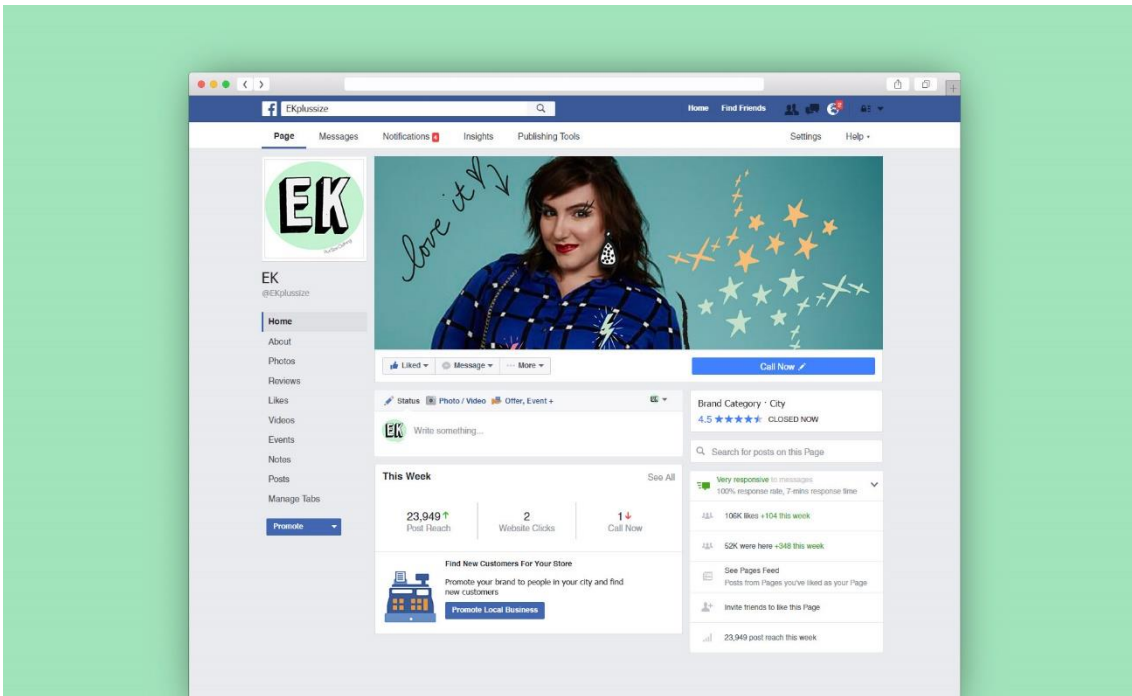 EKplussize
Home Find Friends
Page Messages Notifications 4 Insights Publishing Tools Settings Help
EK
love it
EK
@EKplussize
Home
About
Photos
Reviews
Likes
Videos
Events
Notes
Posts
Manage Tabs
Promote
Liked Message More
Call Now
Status Photo / Video Offer, Event +
EK
EK
Write something...
This Week See All
23,949
Post Reach
2
Website Clicks
1
Call Now
Find New Customers For Your Store
Promote your brand to people in your city and find
new customers
Promote Local Business
Brand Category · City
4.5 ★★★★★ CLOSED NOW
Search for posts on this Page
Very responsive to messages
100% response rate, 7-mins response time
106K likes +104 this week
52K were here +348 this week
See Pages Feed
Posts from Pages you've liked as your Page
Invite friends to like this Page
23,949 post reach this week